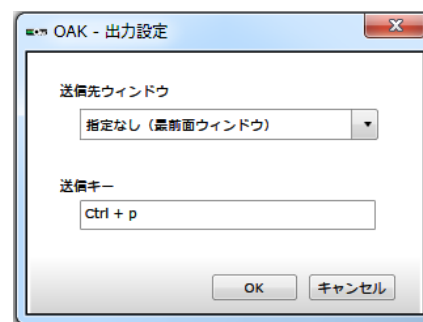 OAK - 出力設定
送信先ウィンドウ
指定なし（最前面ウィンドウ）
送信キー
Ctrl + p
OK
キャンセル